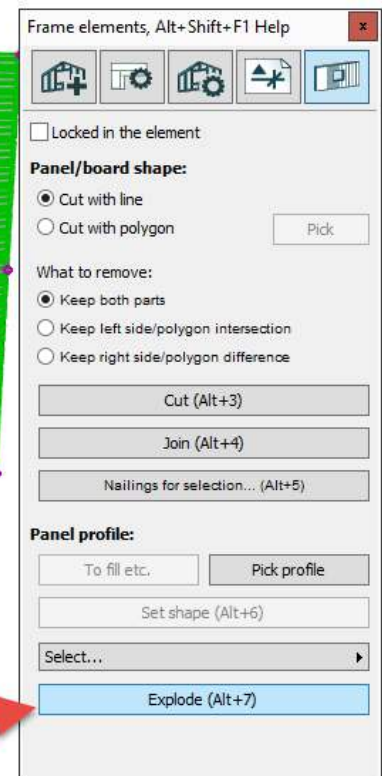 Frame elements, Alt+Shift+F1 Help
x
Locked in the element
Panel/board shape:
Cut with line
Cut with polygon
Pick
What to remove:
Keep both parts
Keep left side/polygon intersection
Keep right side/polygon difference
Cut (Alt+3)
Join (Alt+4)
Nailings for selection... (Alt+5)
Panel profile:
To fill etc.
Pick profile
Set shape (Alt+6)
Select...
Explode (Alt+7)